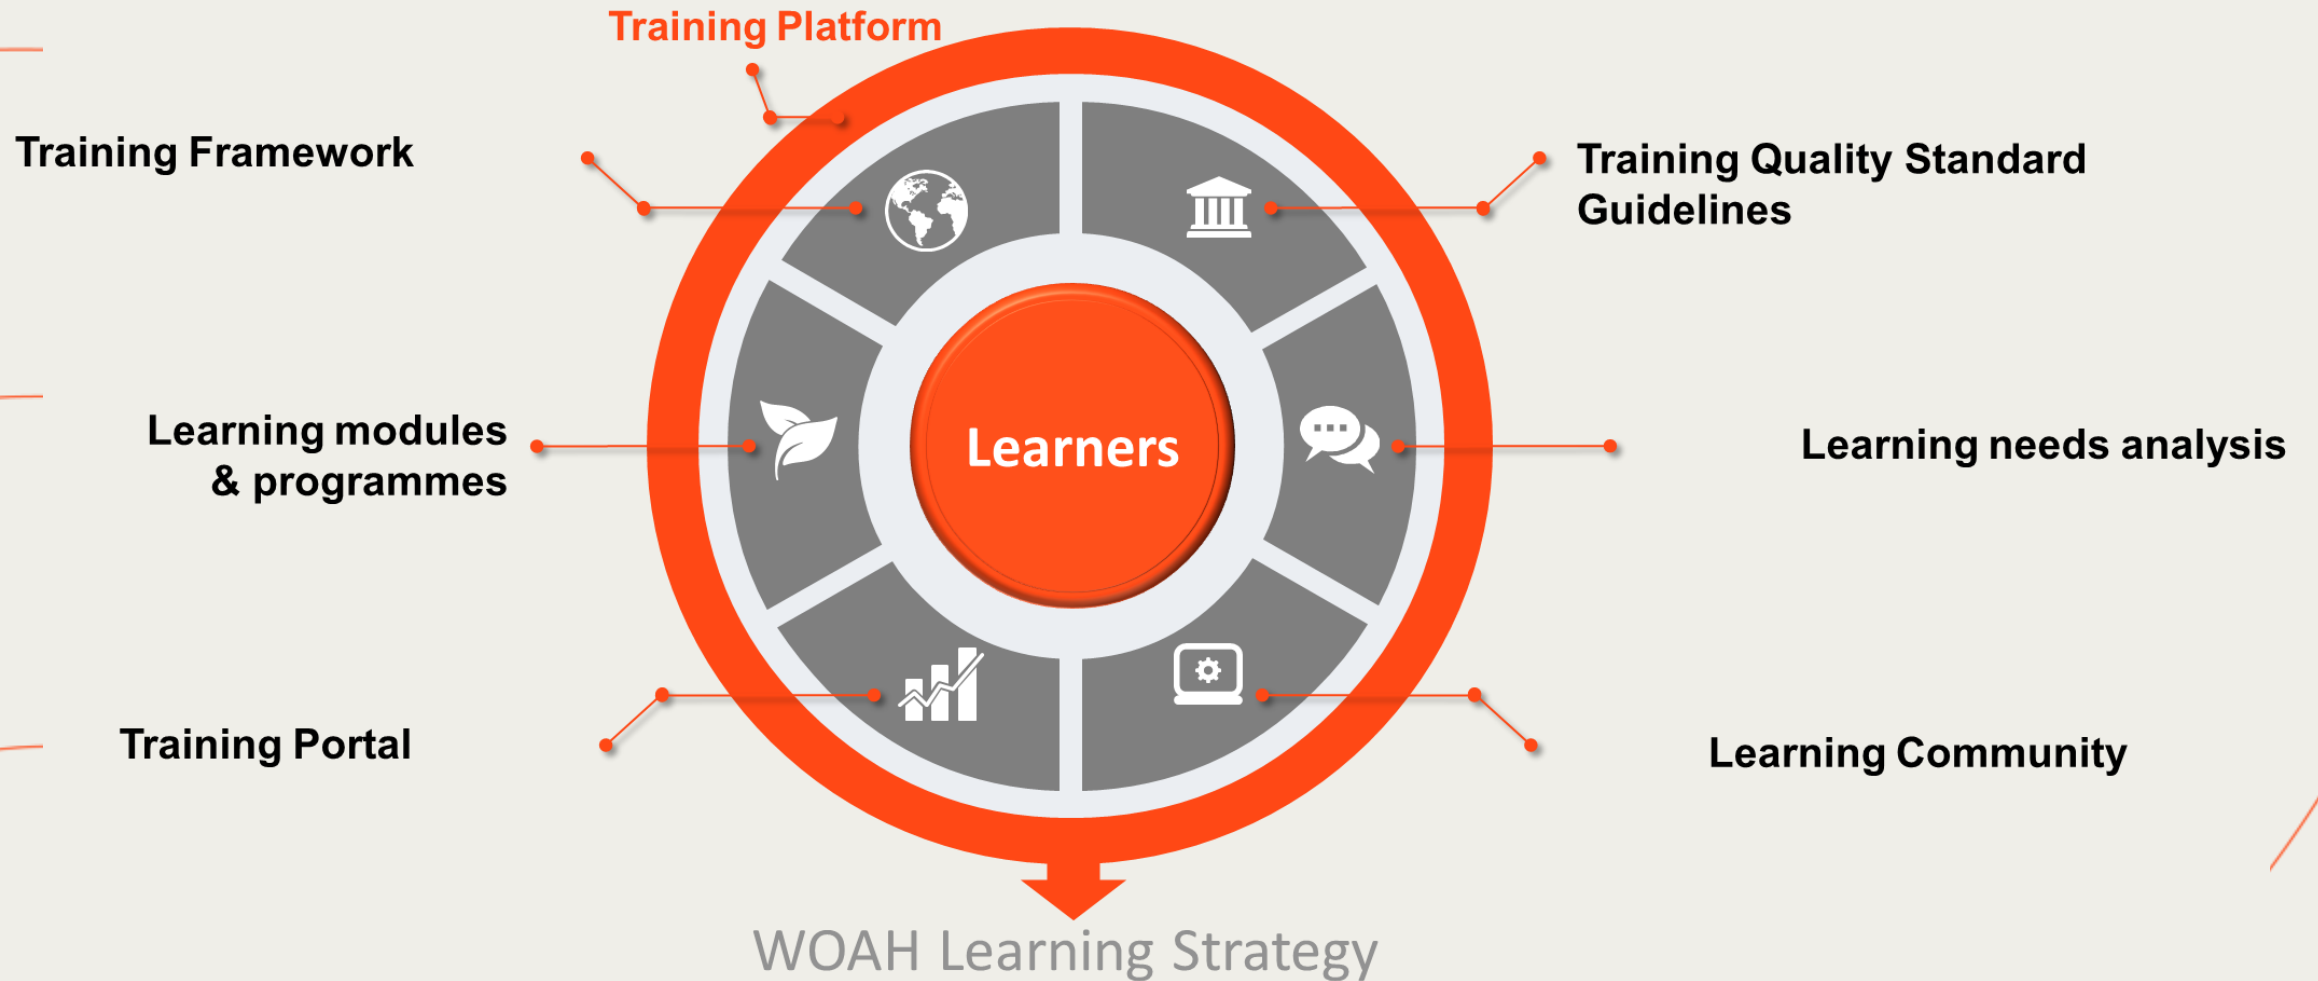 Training Platform
Training Framework
Training Quality Standard
Guidelines
Learning modules
& programmes
Learners
Learning needs analysis
Training Portal
Learning Community
WOAH Learning Strategy